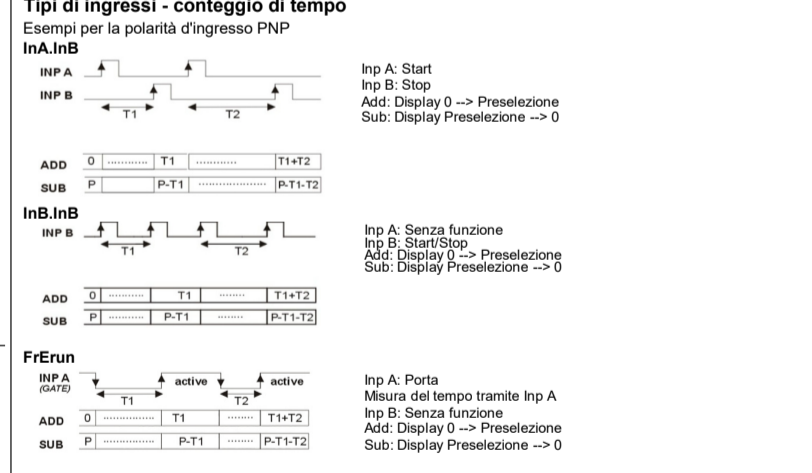 Tipi di ingressi - conteggio di tempo
Esempi per la polarità d'ingresso PNP
InA.InB
INP A
INP B
T1
T2
Inp A: Start
Inp B: Stop
Add: Display 0 --> Preselezione
Sub: Display Preselezione --> 0
ADD 0 ............ T1 ............ T1+T2
SUB P P-T1 .................... P-T1-T2
InB.InB
INP B
T1
T2
Inp A: Senza funzione
Inp B: Start/Stop
Add: Display 0 --> Preselezione
Sub: Display Preselezione --> 0
ADD 0 ........... T1 ........ T1+T2
SUB P ........... P-T1 ........ P-T1-T2
FrErun
INP A
(GATE)
active
active
T1
T2
Inp A: Porta
Misura del tempo tramite Inp A
Inp B: Senza funzione
Add: Display 0 --> Preselezione
Sub: Display Preselezione --> 0
ADD 0 ................ T1 ........ T1+T2
SUB P ................ P-T1 ........ P-T1-T2